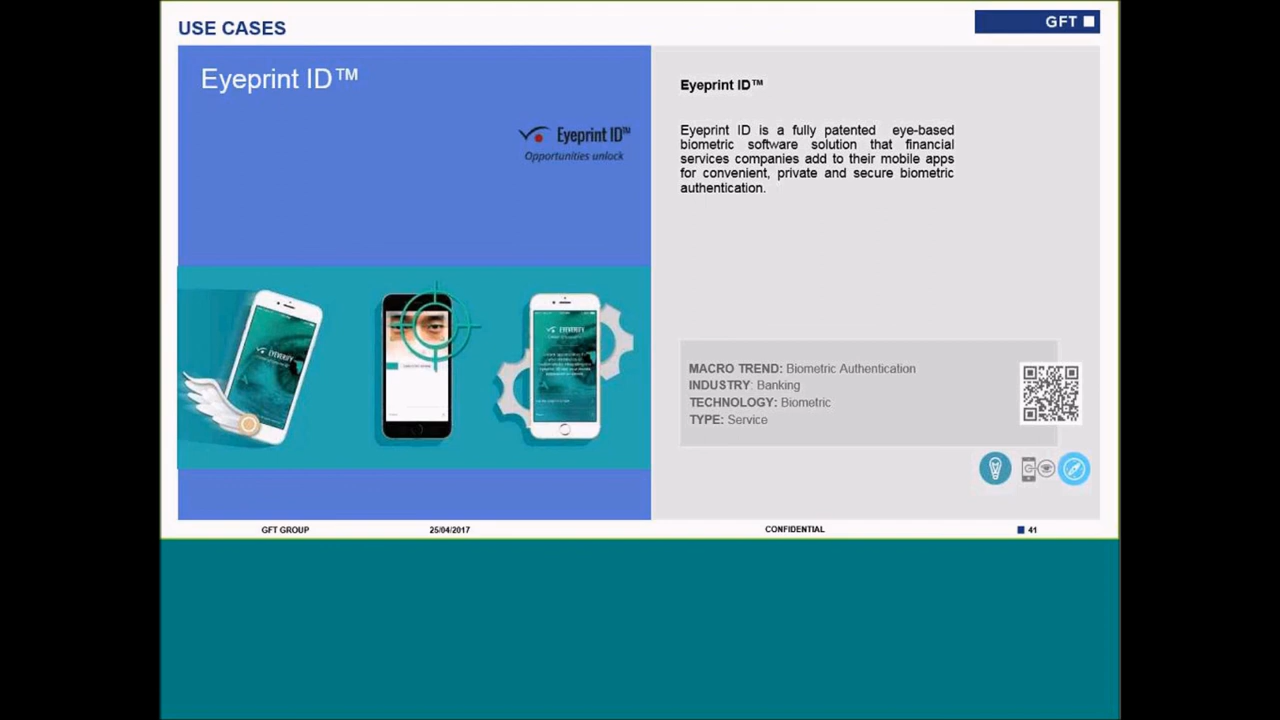 USE CASES
GFT
Eyeprint ID™
Eyeprint ID™
Opportunities unlock
EYEVERIFY
EYEVERIFY
Eyeprint ID™
Eyeprint ID is a fully patented eye-based
biometric software solution that financial
services companies add to their mobile apps
for convenient, private and secure biometric
authentication.
MACRO TREND: Biometric Authentication
INDUSTRY: Banking
TECHNOLOGY: Biometric
TYPE: Service
GFT GROUP
25/04/2017
CONFIDENTIAL
41